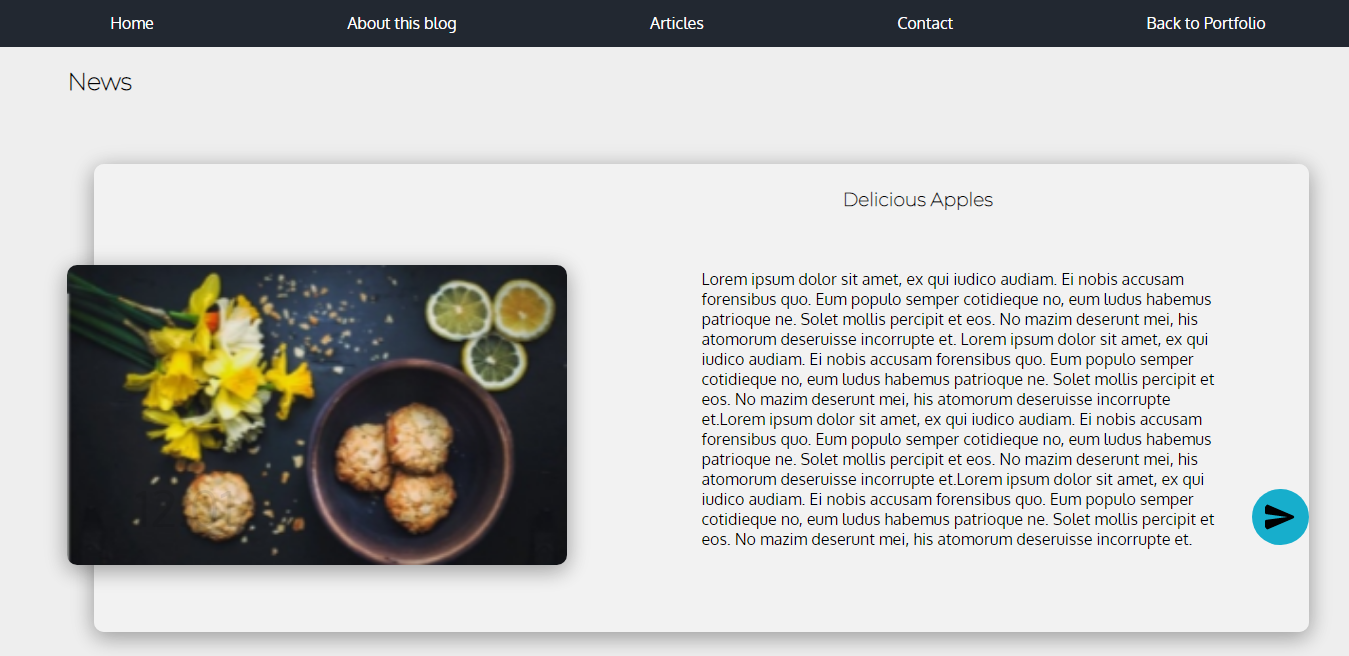 Home About this blog Articles Contact Back to Portfolio
News
Delicious Apples
Lorem ipsum dolor sit amet, ex qui iudico audiam. Ei nobis accusam
forensibus quo. Eum populo semper cotidieque no, eum ludus habemus
patrioque ne. Solet mollis percipit et eos. No mazim deserunt mei, his
atomorum deseruisse incorrupte et. Lorem ipsum dolor sit amet, ex qui
iudico audiam. Ei nobis accusam forensibus quo. Eum populo semper
cotidieque no, eum ludus habemus patrioque ne. Solet mollis percipit et
eos. No mazim deserunt mei, his atomorum deseruisse incorrupte
et.Lorem ipsum dolor sit amet, ex qui iudico audiam. Ei nobis accusam
forensibus quo. Eum populo semper cotidieque no, eum ludus habemus
patrioque ne. Solet mollis percipit et eos. No mazim deserunt mei, his
atomorum deseruisse incorrupte et.Lorem ipsum dolor sit amet, ex qui
iudico audiam. Ei nobis accusam forensibus quo. Eum populo semper
cotidieque no, eum ludus habemus patrioque ne. Solet mollis percipit et
eos. No mazim deserunt mei, his atomorum deseruisse incorrupte et.